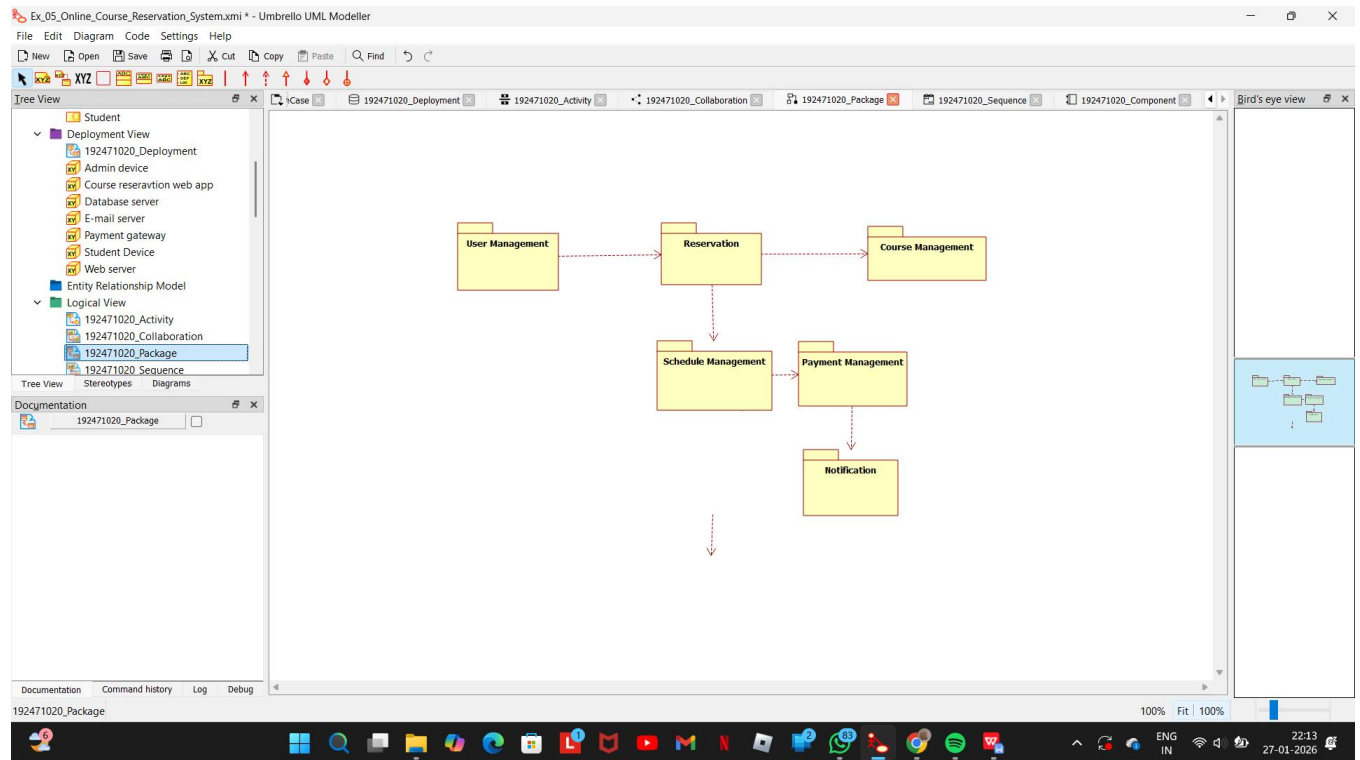 Ex_05_Online_Course_Reservation_System.xmi * - Umbrello UML Modeller
File Edit Diagram Code Settings Help
New Open Save Cut Copy Paste Find
XYZ
Tree View
Case 192471020_Deployment 192471020_Activity 192471020_Collaboration 192471020_Package 192471020_Sequence 192471020_Component
Bird's eye view
Student
Deployment View
192471020_Deployment
Admin device
Course reseravtion web app
Database server
E-mail server
Payment gateway
Student Device
Web server
Entity Relationship Model
Logical View
192471020_Activity
192471020_Collaboration
192471020_Package
192471020_Sequence
Tree View Stereotypes Diagrams
Documentation
192471020_Package
User Management
Reservation
Course Management
Schedule Management
Payment Management
Notification
Documentation Command history Log Debug
192471020_Package
100% Fit 100%
6
2
83
ENG
IN
22:13
27-01-2026